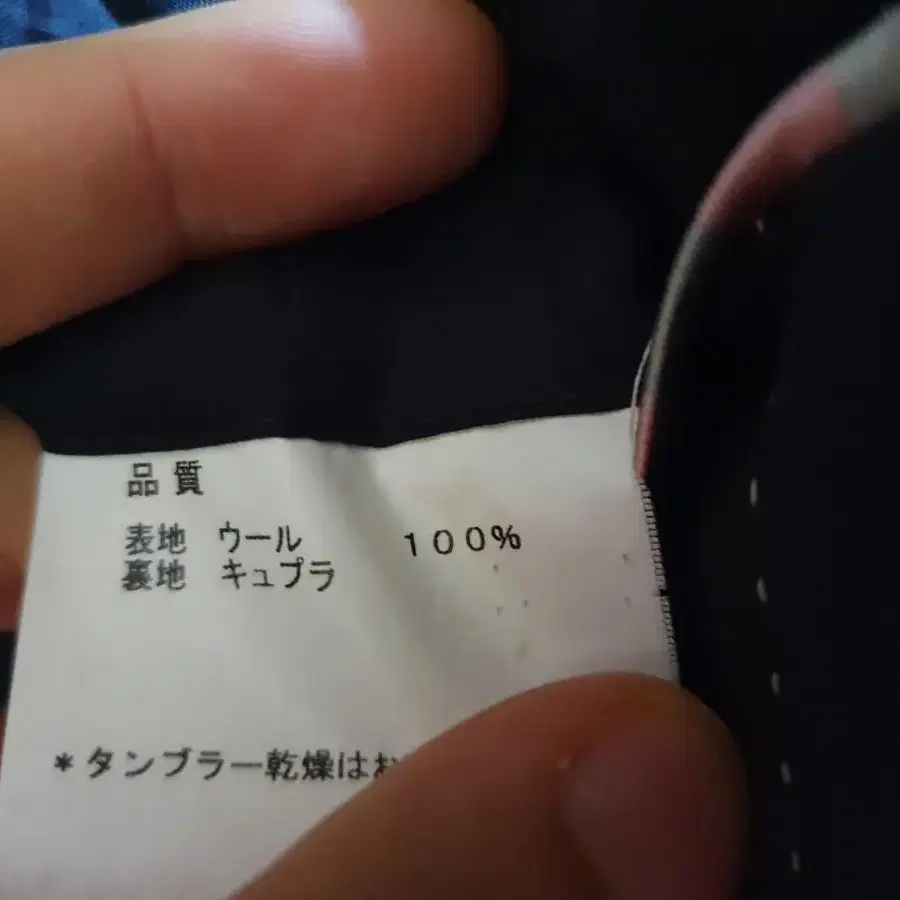 品質
表地 ウール 100%
裏地 キュプラ
*タンブラー乾燥はお